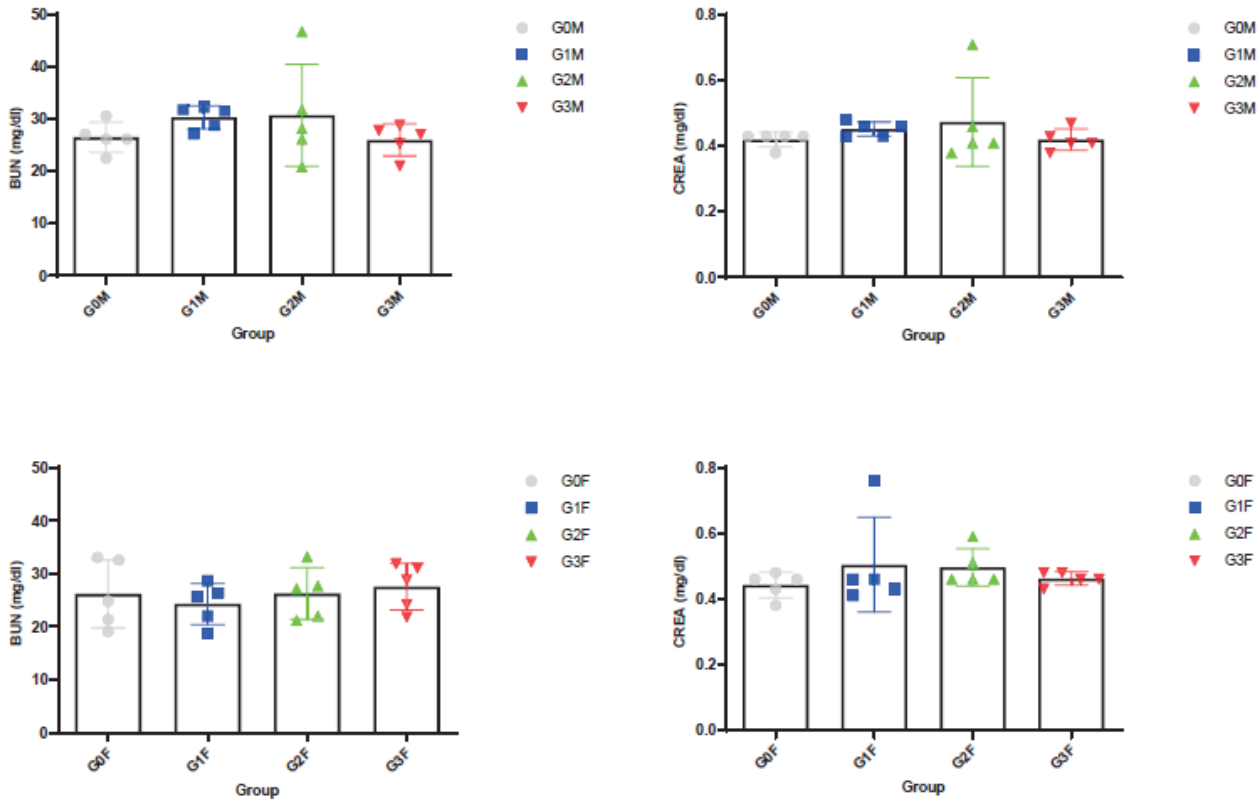 BUN (mg/dl)
50
40
30
20
10
0
G0M
G1M
G2M
G3M
Group
G0M
G1M
G2M
G3M
CREA (mg/dl)
0.8
0.6
0.4
0.2
0.0
G0M
G1M
G2M
G3M
Group
G0M
G1M
G2M
G3M
BUN (mg/dl)
50
40
30
20
10
0
G0F
G1F
G2F
G3F
Group
G0F
G1F
G2F
G3F
CREA (mg/dl)
0.8
0.6
0.4
0.2
0.0
G0F
G1F
G2F
G3F
Group
G0F
G1F
G2F
G3F